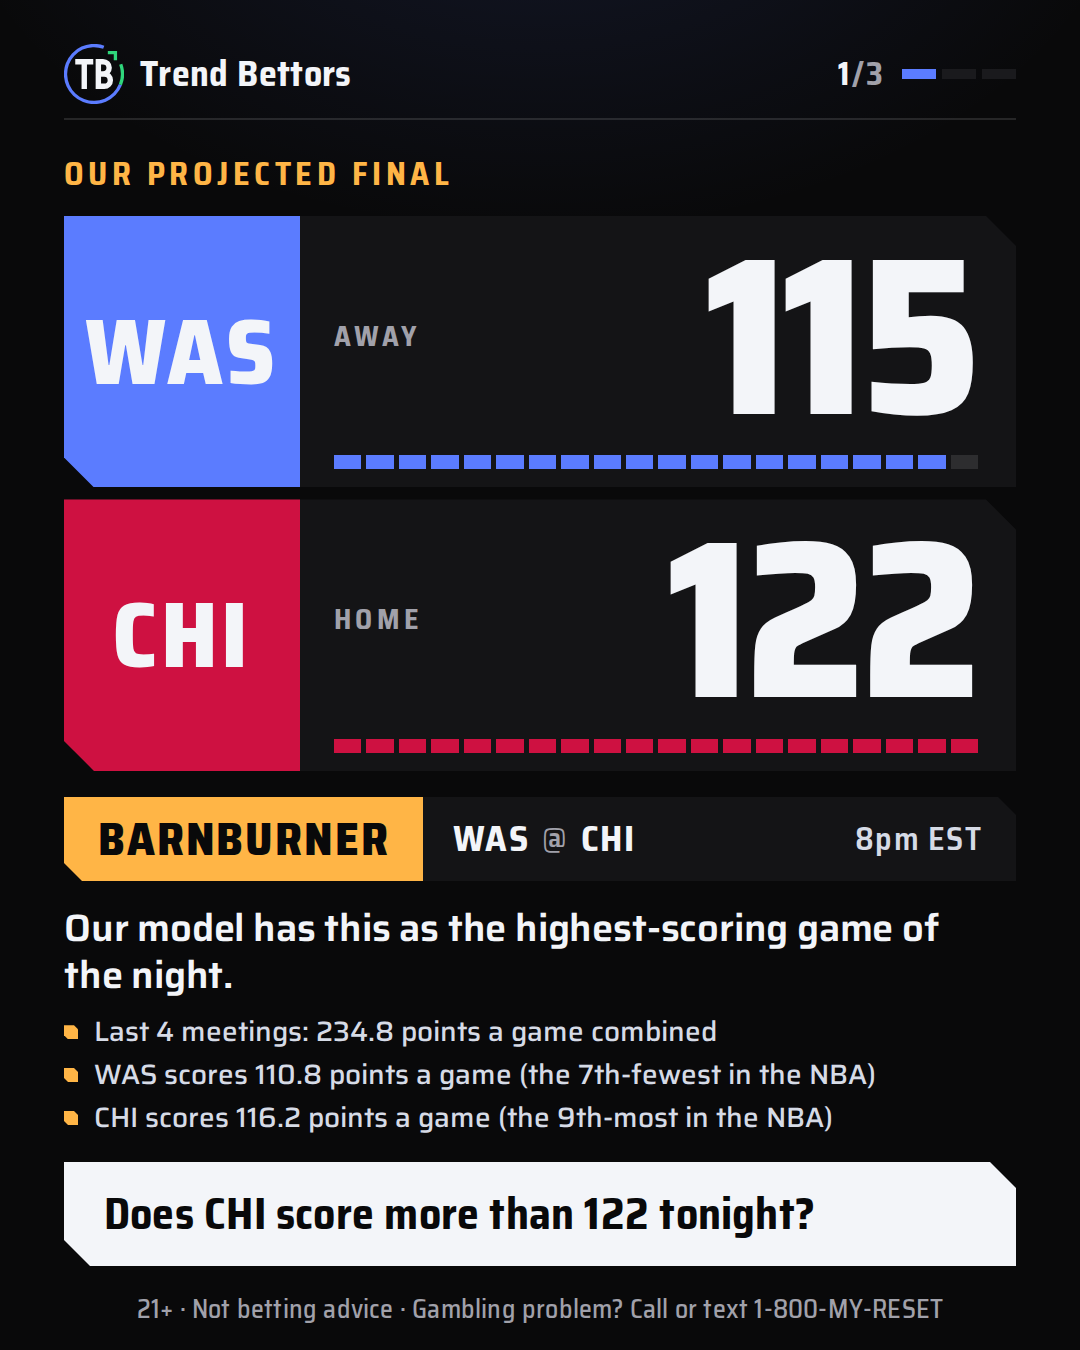 TB Trend Bettors
1/3
OUR PROJECTED FINAL
WAS
AWAY
115
CHI
HOME
122
BARNBURNER WAS @ CHI 8pm EST
Our model has this as the highest-scoring game of
the night.
Last 4 meetings: 234.8 points a game combined
WAS scores 110.8 points a game (the 7th-fewest in the NBA)
CHI scores 116.2 points a game (the 9th-most in the NBA)
Does CHI score more than 122 tonight?
21+ · Not betting advice · Gambling problem? Call or text 1-800-MY-RESET